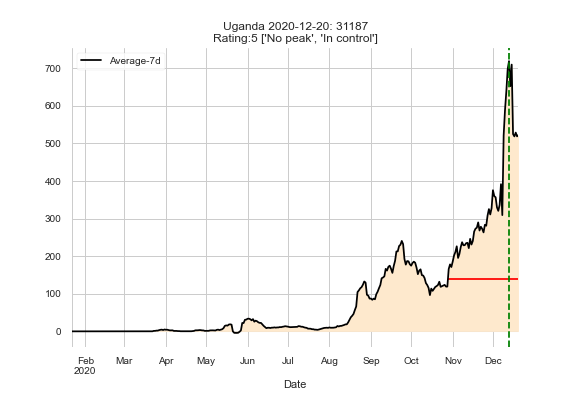 Uganda 2020-12-20: 31187
Rating:5 ['No peak', 'In control']
Average-7d
700
600
500
400
300
200
100
0
Feb Mar Apr May Jun Jul Aug Sep Oct Nov Dec
2020
Date